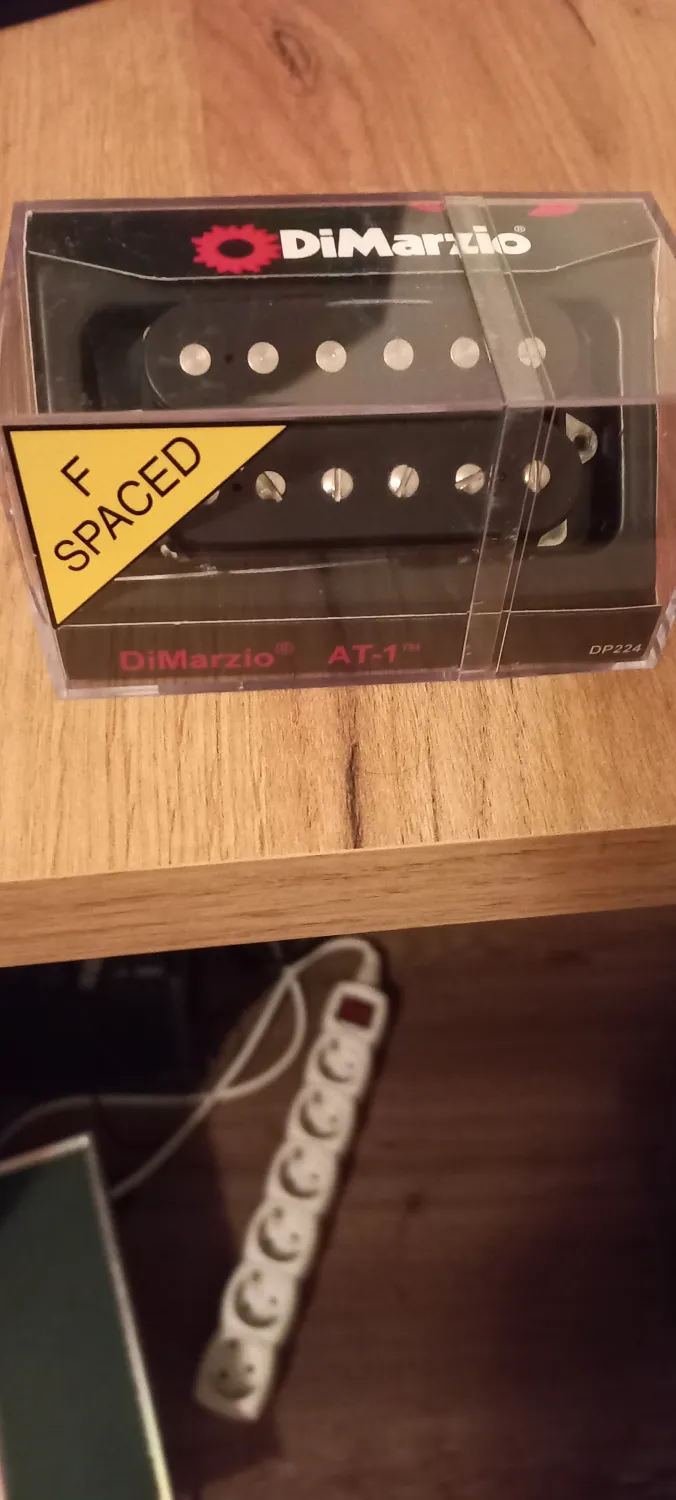 DiMarzio®
F
SPACED
DiMarzio® AT-1™
DP224